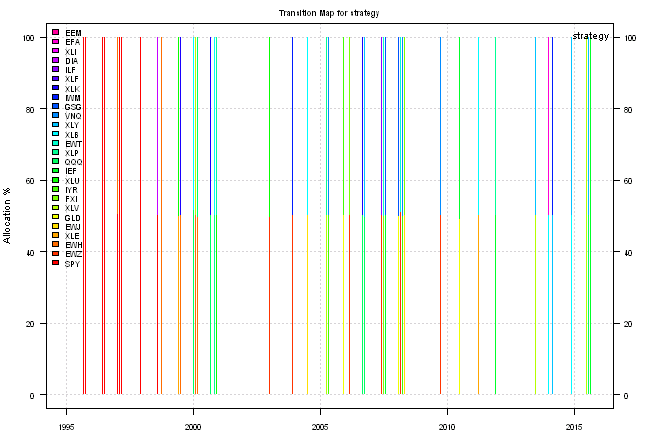 Transition Map for strategy
strategy
100
80
60
40
20
0
Allocation %
EEM
EFA
XLI
DIA
ILF
XLF
XLK
IWM
GSG
VNQ
XLY
XLB
EWT
XLP
QQQ
IEF
XLU
IYR
FXI
XLV
GLD
EWJ
XLE
EWH
EWZ
SPY
100
80
60
40
20
0
1995
2000
2005
2010
2015